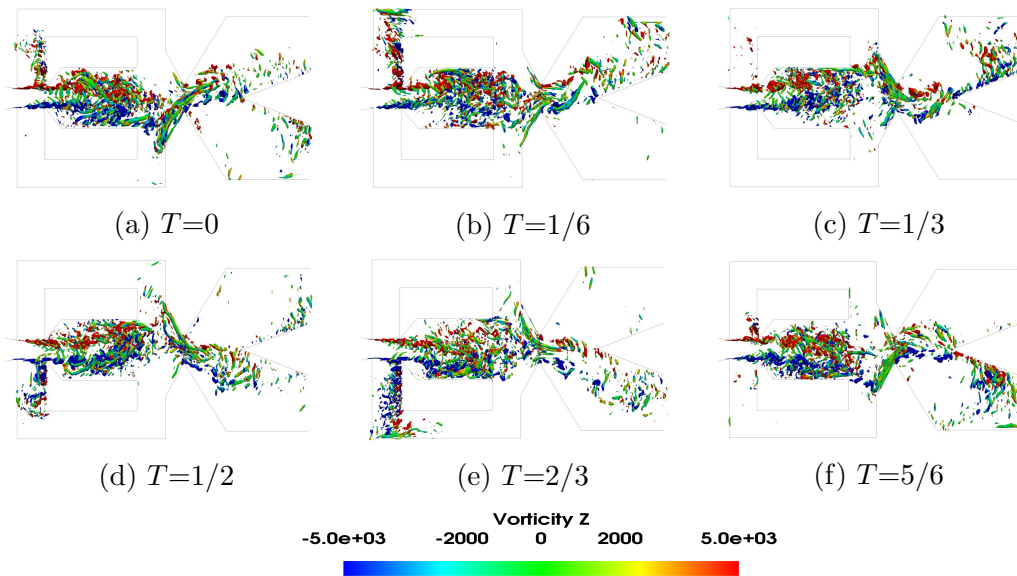 (a) T=0
(b) T=1/6
(c) T=1/3
(d) T=1/2
(e) T=2/3
(f) T=5/6
Vorticity Z
-5.0e+03 -2000 0 2000 5.0e+03